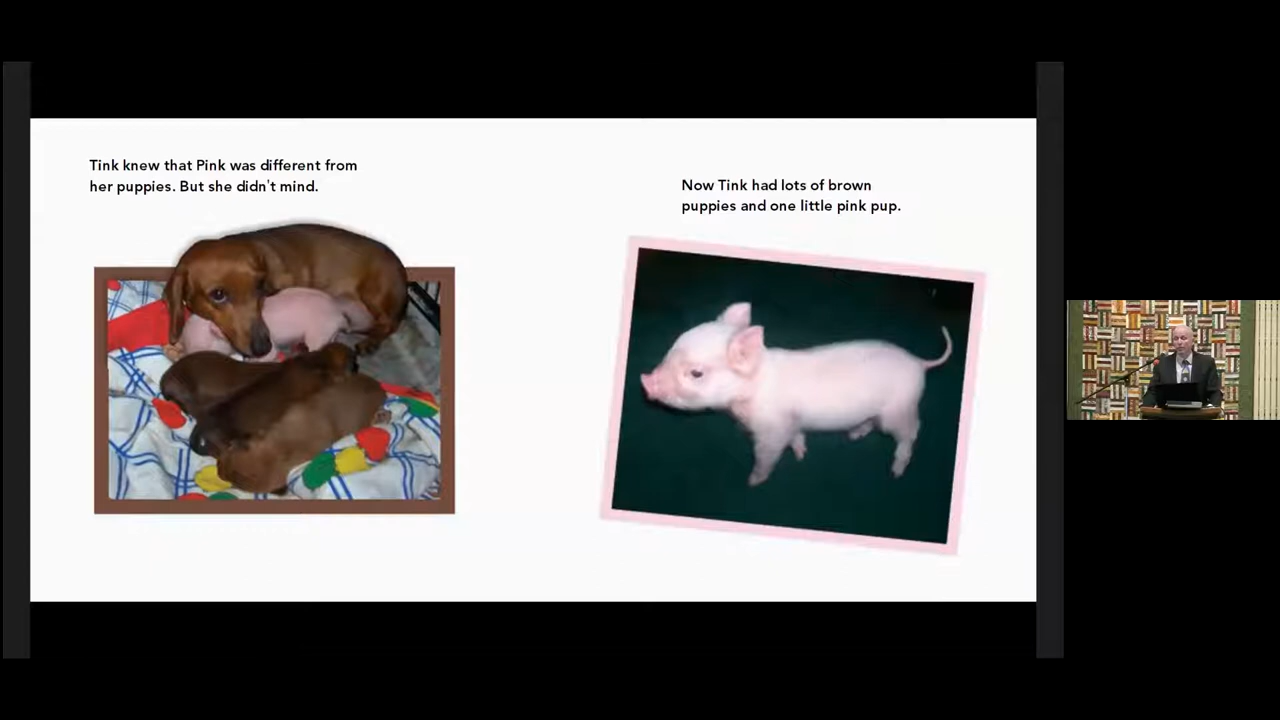 Tink knew that Pink was different from
her puppies. But she didn't mind.
Now Tink had lots of brown
puppies and one little pink pup.